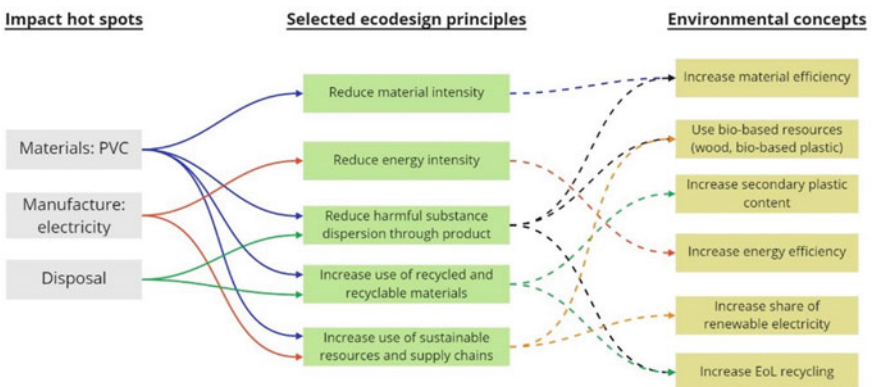 Impact hot spots
Selected ecodesign principles
Environmental concepts
Materials: PVC
Manufacture:
electricity
Disposal
Reduce material intensity
Reduce energy intensity
Reduce harmful substance
dispersion through product
Increase use of recycled and
recyclable materials
Increase use of sustainable
resources and supply chains
Increase material efficiency
Use bio-based resources
(wood, bio-based plastic)
Increase secondary plastic
content
Increase energy efficiency
Increase share of
renewable electricity
Increase EoL recycling